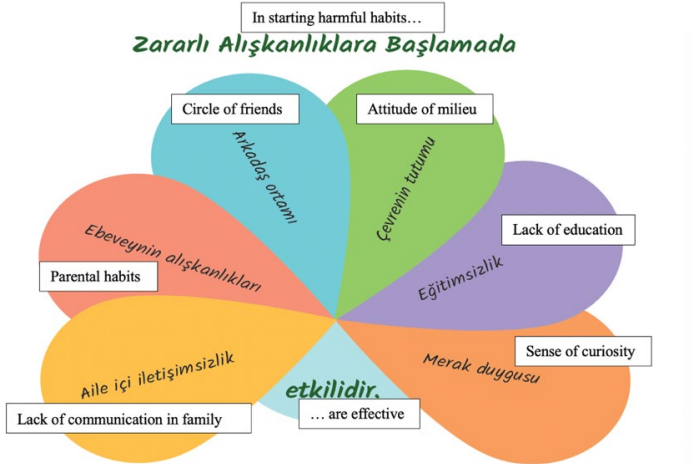 In starting harmful habits…
Zararlı Alışkanlıklara Başlamada
Circle of friends
Arkadaş ortamı
Attitude of milieu
Çevrenin tutumu
Lack of education
Eğitimsizlik
Ebeveynin alışkanlıkları
Parental habits
Sense of curiosity
Merak duygusu
Aile içi iletişimsizlik
Lack of communication in family
etkilidir.
… are effective